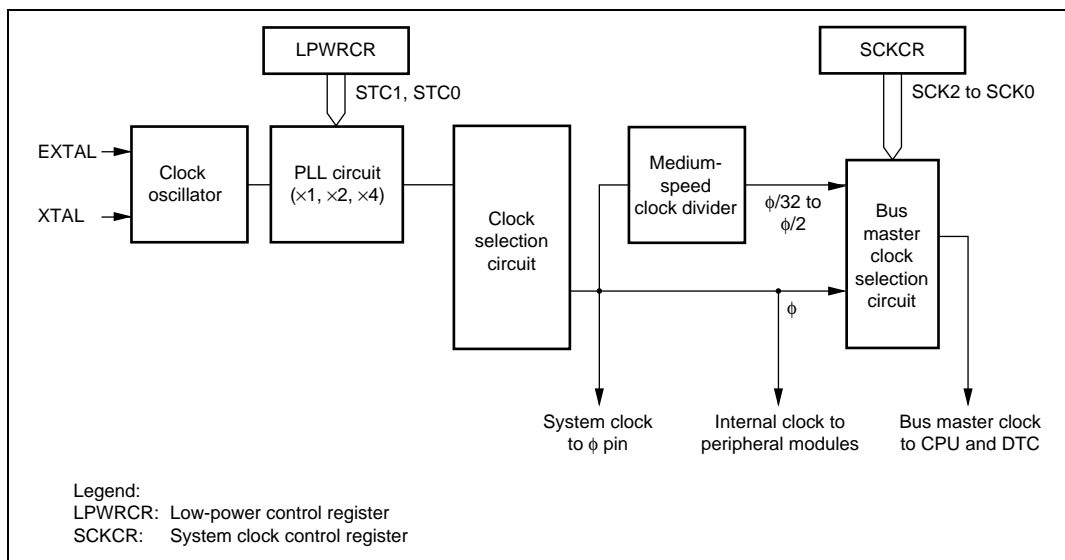 LPWRCR
SCKCR
STC1, STC0
SCK2 to SCK0
EXTAL
XTAL
Clock
oscillator
PLL circuit
(×1, ×2, ×4)
Clock
selection
circuit
Medium-
speed
clock divider
ϕ/32 to
ϕ/2
Bus
master
clock
selection
circuit
ϕ
System clock
to ϕ pin
Internal clock to
peripheral modules
Bus master clock
to CPU and DTC
Legend:
LPWRCR: Low-power control register
SCKCR: System clock control register